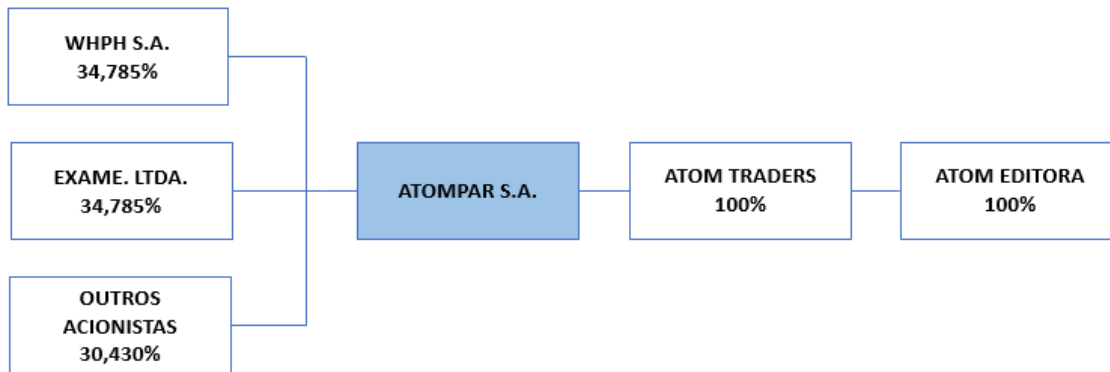 WHPH S.A.
34,785%
EXAME. LTDA.
34,785%
OUTROS
ACIONISTAS
30,430%
ATOMPAR S.A.
ATOM TRADERS
100%
ATOM EDITORA
100%